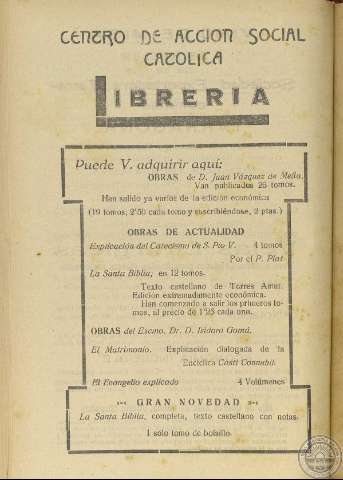 CENTRO DE ACCION SOCIAL
CATOLICA
LIBRERIA
Puede V. adquirir aquí:
OBRAS de D. Juan Vázquez de Mella.
Van publicados 26 tomos.
Han salido ya varios de la edición económica
(19 tomos, 2'50 cada tomo y suscribiéndose, 2 ptas.)
OBRAS DE ACTUALIDAD
Explicación del Catecismo de S. Pío V. 4 tomos
Por el P. Plat
La Santa Biblia, en 12 tomos.
Texto castellano de Torres Amat.
Edición extremadamente económica.
Han comenzado a salir los primeros to-
mos, al precio de 1'25 cada uno.
OBRAS del Excmo. Dr. D. Isidro Gomá.
El Matrimonio. Explicación dialogada de la
Encíclica Casti Connubii.
El Evangelio explicado 4 Volúmenes
GRAN NOVEDAD
La Santa Biblia, completa, texto castellano con notas.
1 solo tomo de bolsillo.